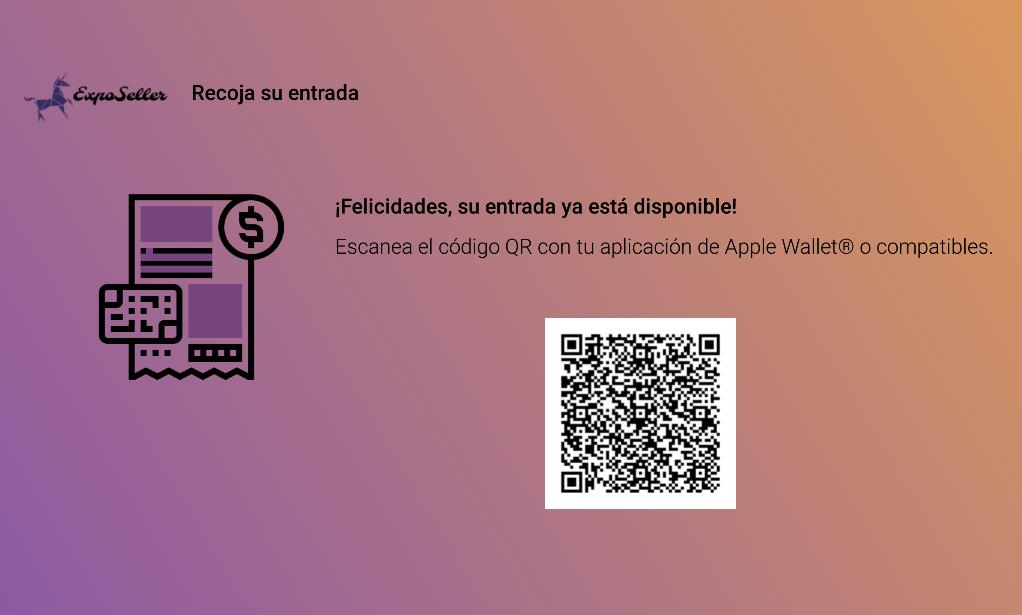 ExpoSeller
Recoja su entrada
¡Felicidades, su entrada ya está disponible!
Escanea el código QR con tu aplicación de Apple Wallet® o compatibles.
$